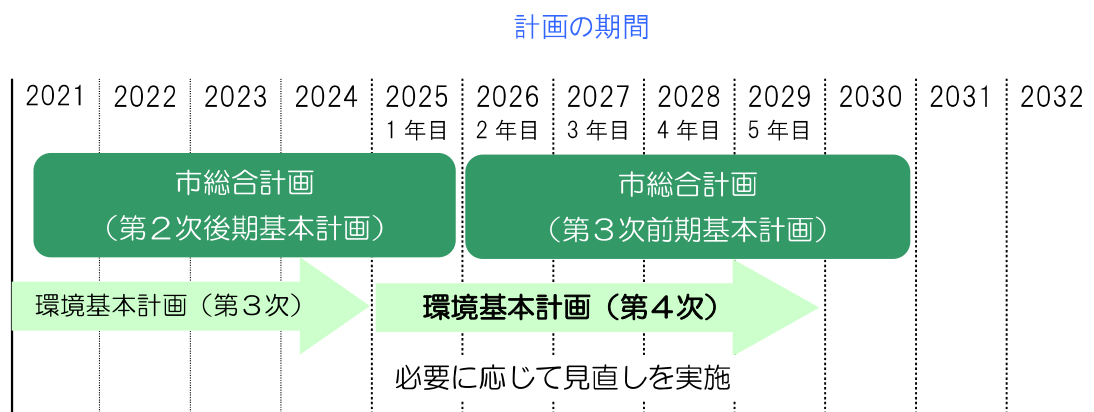 計画の期間
2021 2022 2023 2024 2025 2026 2027 2028 2029 2030 2031 2032
1年目 2年目 3年目 4年目 5年目
市総合計画
（第２次後期基本計画）
市総合計画
（第３次前期基本計画）
環境基本計画（第３次）
環境基本計画（第４次）
必要に応じて見直しを実施